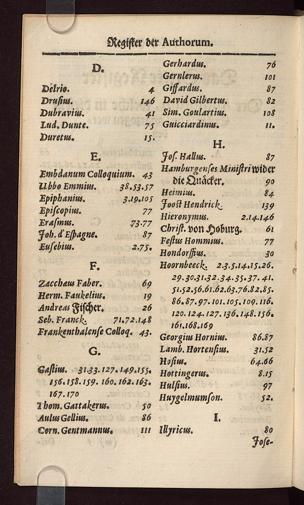 Register der Authorum.
D.
Delrio. 4
Drusius. 146
Dubravius. 41
Lud. Dunte. 75
Duretus. 15.
E.
Embdanum Colloquium. 43
Ubbo Emmius. 38.53.57
Epiphanius. 3.19.105
Episcopius. 77
Erasmus. 73.77
Joh. d'Espagne. 87
Eusebius. 2.75.
F.
Zacchæus Faber. 69
Herm. Faukelius. 19
Andreas Fischer. 26
Seb. Franck. 71.72.148
Frankenthalense Colloq. 43.
G.
Gastius. 31.33.127.149.155.
156.158.159.160.162.163.
167.170
Thom. Gattakerus. 50
Aulus Gellius. 86
Corn. Gentmannus. 111
Gerhardus. 76
Gernlerus. 101
Giffardus. 87
David Gilbertus. 82
Sim. Goulartius. 108
Guicciardinus. 11.
H.
Jos. Hallus. 87
Hamburgenses Ministri wider
die Quäcker. 90
Heimius. 84
Joost Hendrick. 139
Hieronymus. 2.14.146
Christ. von Hoburg. 61
Festus Hommius. 77
Hondorffius. 30
Hoornbeeck. 2.3.5.14.15.26.
29.30.31.32.34.35.37.41.
51.52.56.61.62.63.76.82.85.
86.87.97.101.105.109.116.
120.124.127.136.148.156.
161.168.169
Georgius Hornius. 86.87
Lamb. Hortensius. 31.52
Hosius. 64.66
Hottingerus. 8.15
Hulsius. 97
Huygelmumson. 52.
I.
Illyricus. 80
Jose-